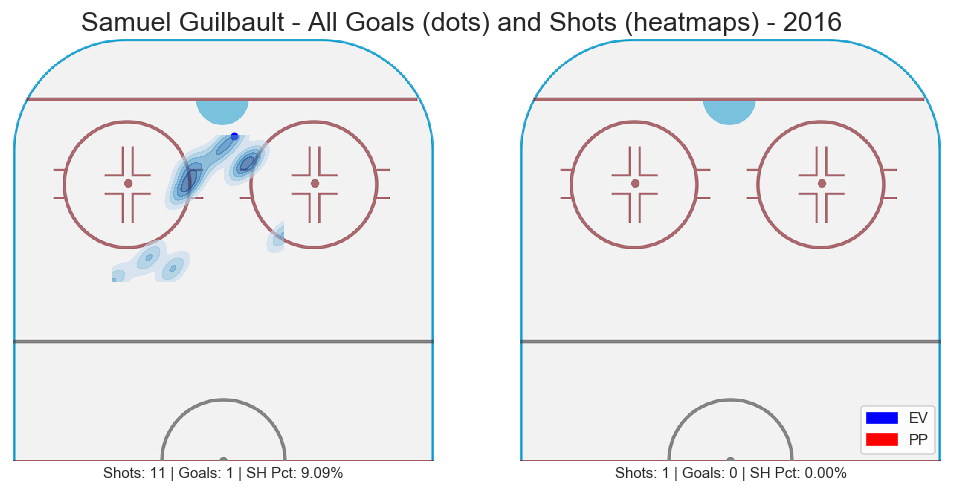 Samuel Guilbault - All Goals (dots) and Shots (heatmaps) - 2016
EV
PP
Shots: 11 | Goals: 1 | SH Pct: 9.09%
Shots: 1 | Goals: 0 | SH Pct: 0.00%